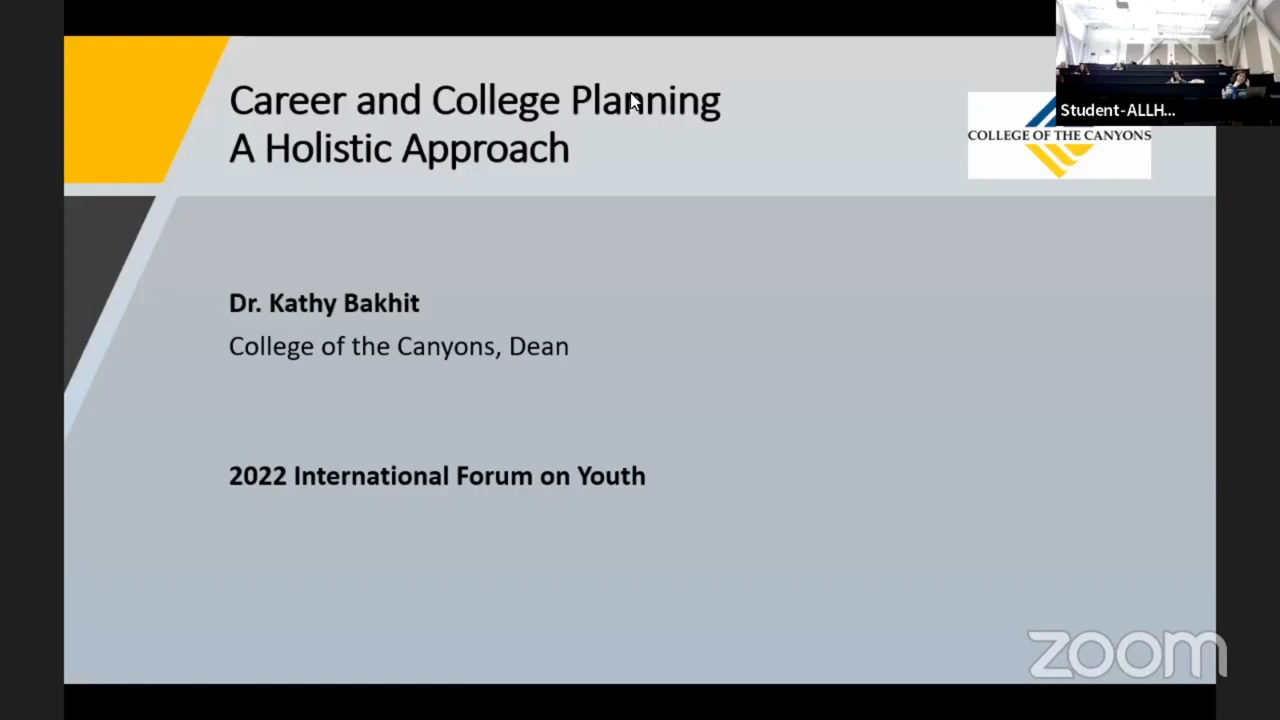 Career and College Planning
A Holistic Approach
Student-ALLH...
COLLEGE OF THE CANYONS
Dr. Kathy Bakhit
College of the Canyons, Dean
2022 International Forum on Youth
zoom